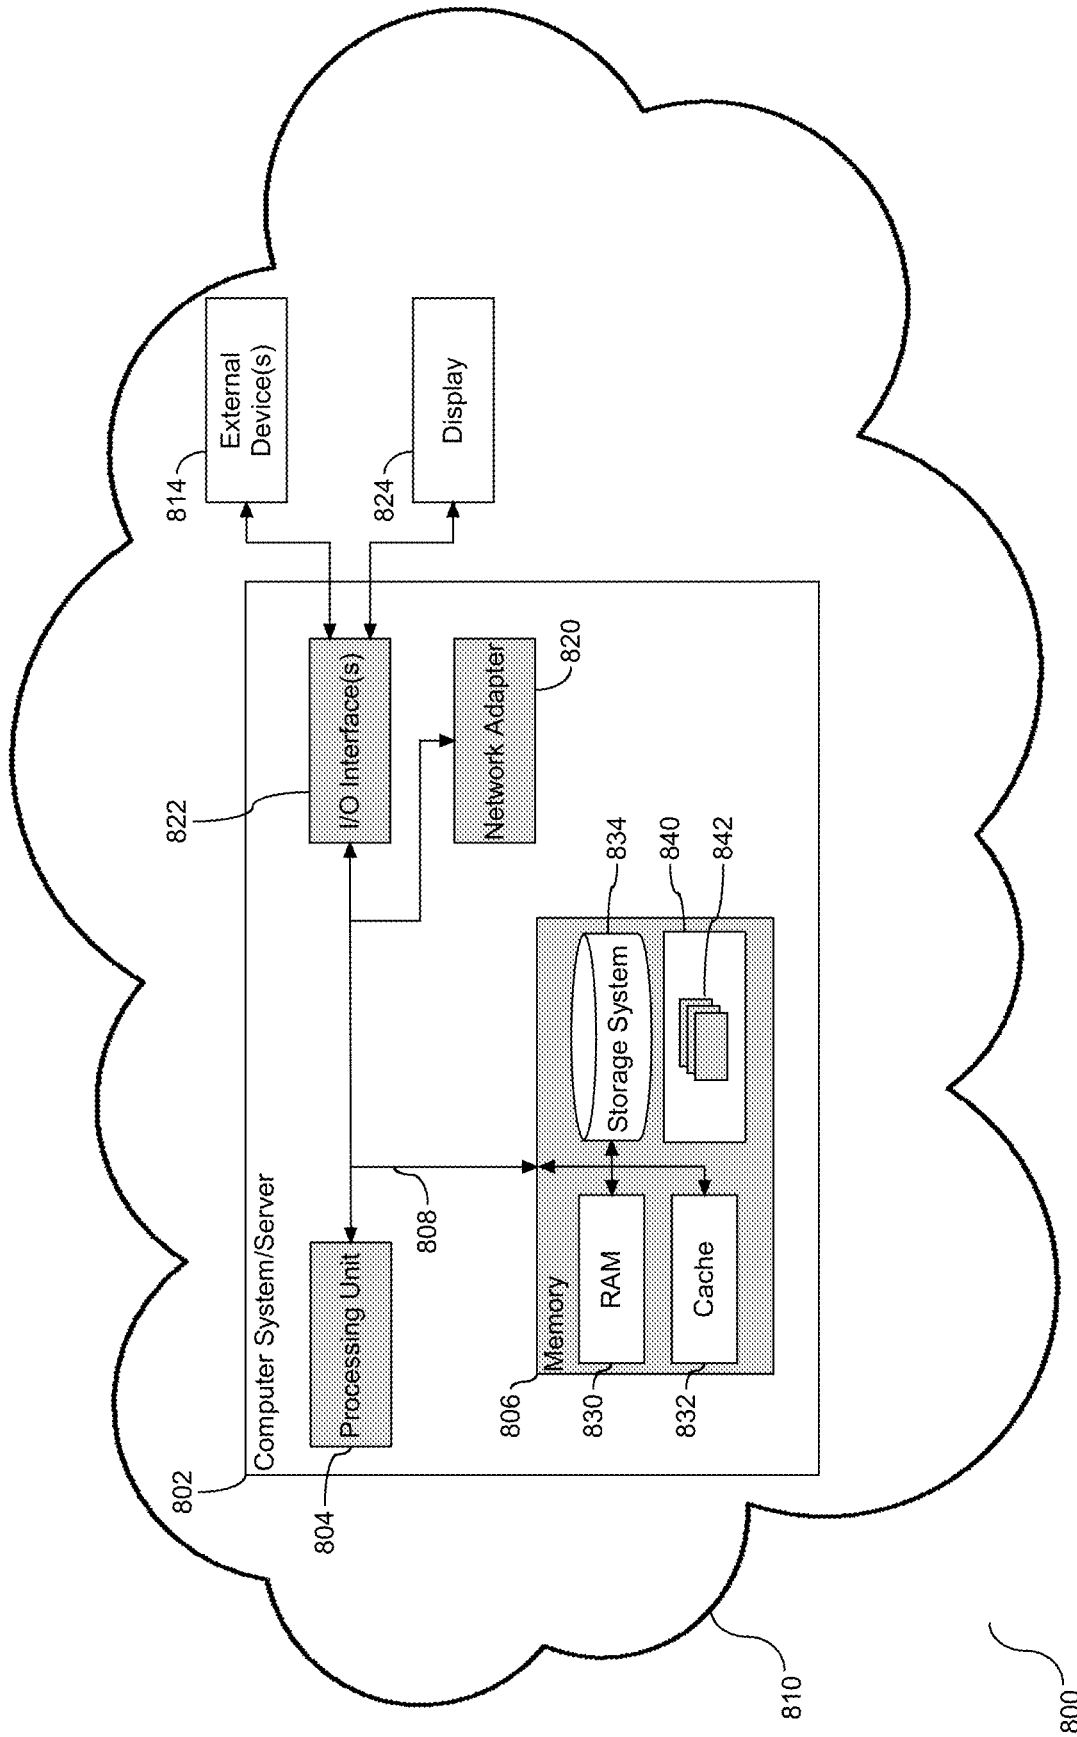 802
Computer System/Server
804
Processing Unit
822
I/O Interface(s)
814
External
Device(s)
824
Display
808
Network Adapter
820
806
Memory
830
RAM
Storage System
834
832
Cache
840
842
810
800